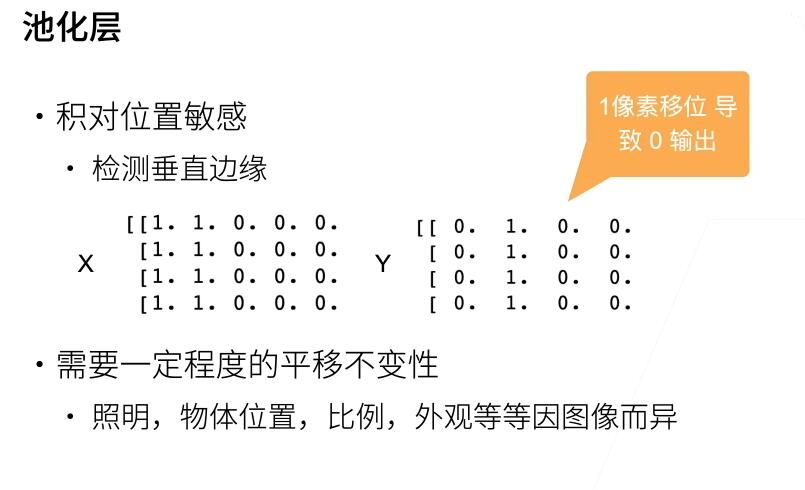 池化层
• 积对位置敏感
• 检测垂直边缘
1像素移位 导
致 0 输出
X
[[1. 1. 0. 0. 0.
[1. 1. 0. 0. 0.
[1. 1. 0. 0. 0.
[1. 1. 0. 0. 0.
Y
[[ 0. 1. 0. 0.
[ 0. 1. 0. 0.
[ 0. 1. 0. 0.
[ 0. 1. 0. 0.
• 需要一定程度的平移不变性
• 照明，物体位置，比例，外观等等因图像而异